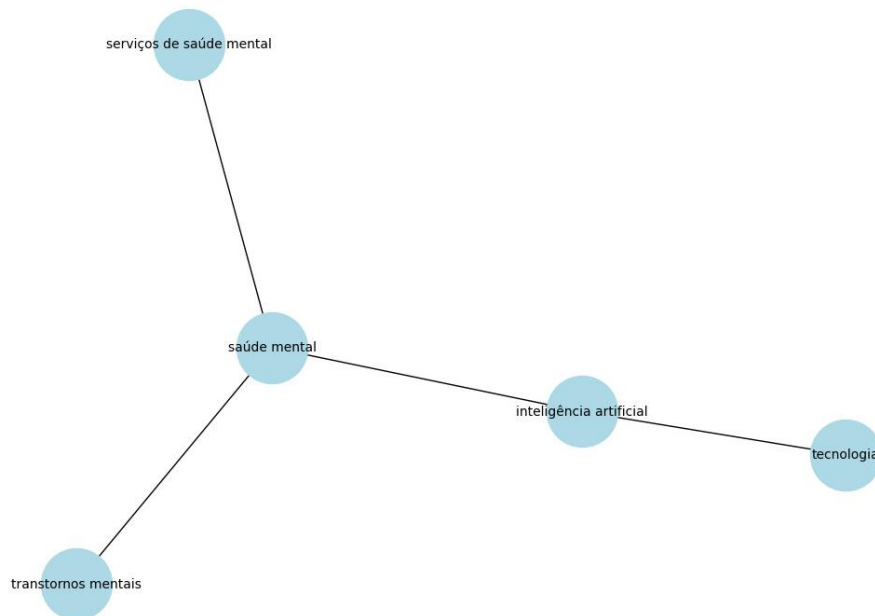 serviços de saúde mental
saúde mental
inteligência artificial
tecnologia
transtornos mentais